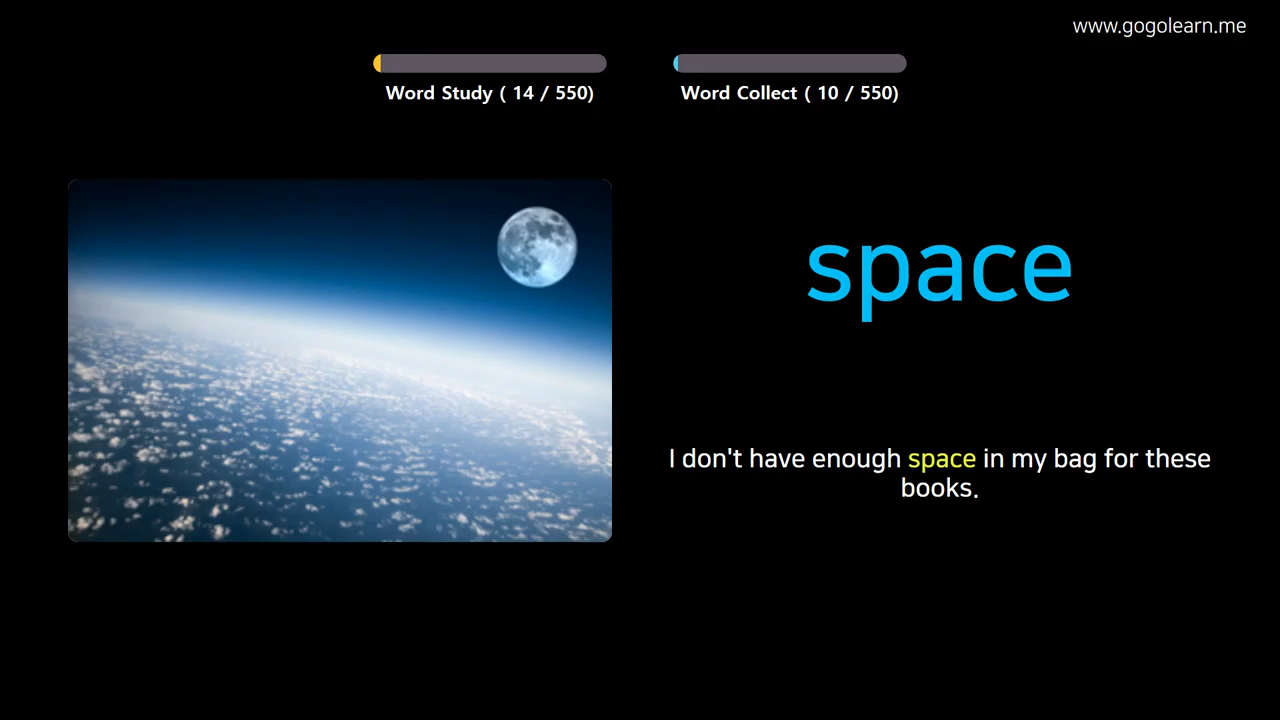 www.gogolearn.me
Word Study ( 14 / 550)
Word Collect ( 10 / 550)
space
I don't have enough space in my bag for these
books.